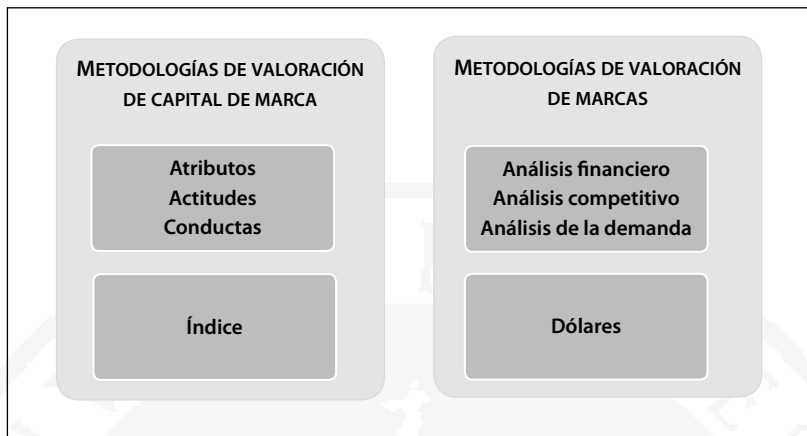 METODOLOGÍAS DE VALORACIÓN
DE CAPITAL DE MARCA
Atributos
Actitudes
Conductas
Índice
METODOLOGÍAS DE VALORACIÓN
DE MARCAS
Análisis financiero
Análisis competitivo
Análisis de la demanda
Dólares